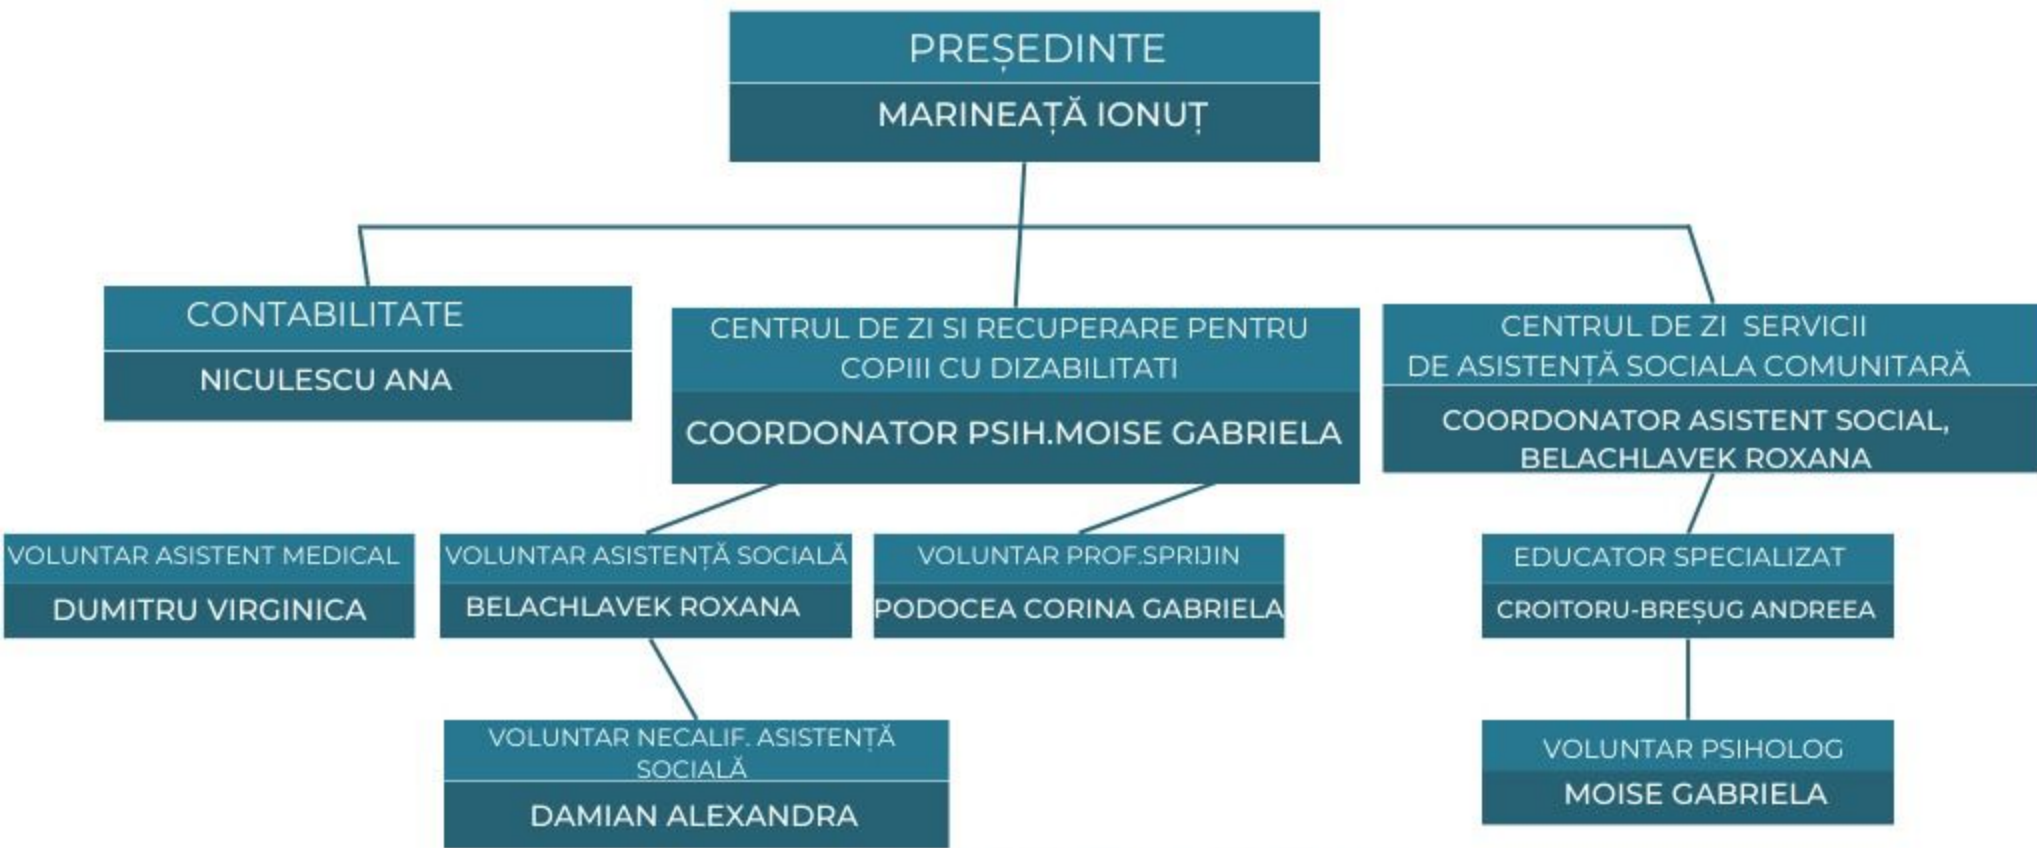 PREȘEDINTE
MARINEAȚĂ IONUȚ
CONTABILITATE
NICULESCU ANA
CENTRUL DE ZI SI RECUPERARE PENTRU
COPIII CU DIZABILITATI
COORDONATOR PSIH.MOISE GABRIELA
CENTRUL DE ZI SERVICII
DE ASISTENȚĂ SOCIALA COMUNITARĂ
COORDONATOR ASISTENT SOCIAL,
BELACHLAVEK ROXANA
VOLUNTAR ASISTENT MEDICAL
DUMITRU VIRGINICA
VOLUNTAR ASISTENȚĂ SOCIALĂ
BELACHLAVEK ROXANA
VOLUNTAR PROF.SPRIJIN
PODOCEA CORINA GABRIELA
EDUCATOR SPECIALIZAT
CROITORU-BREȘUG ANDREEA
VOLUNTAR NECALIF. ASISTENȚĂ
SOCIALĂ
DAMIAN ALEXANDRA
VOLUNTAR PSIHOLOG
MOISE GABRIELA